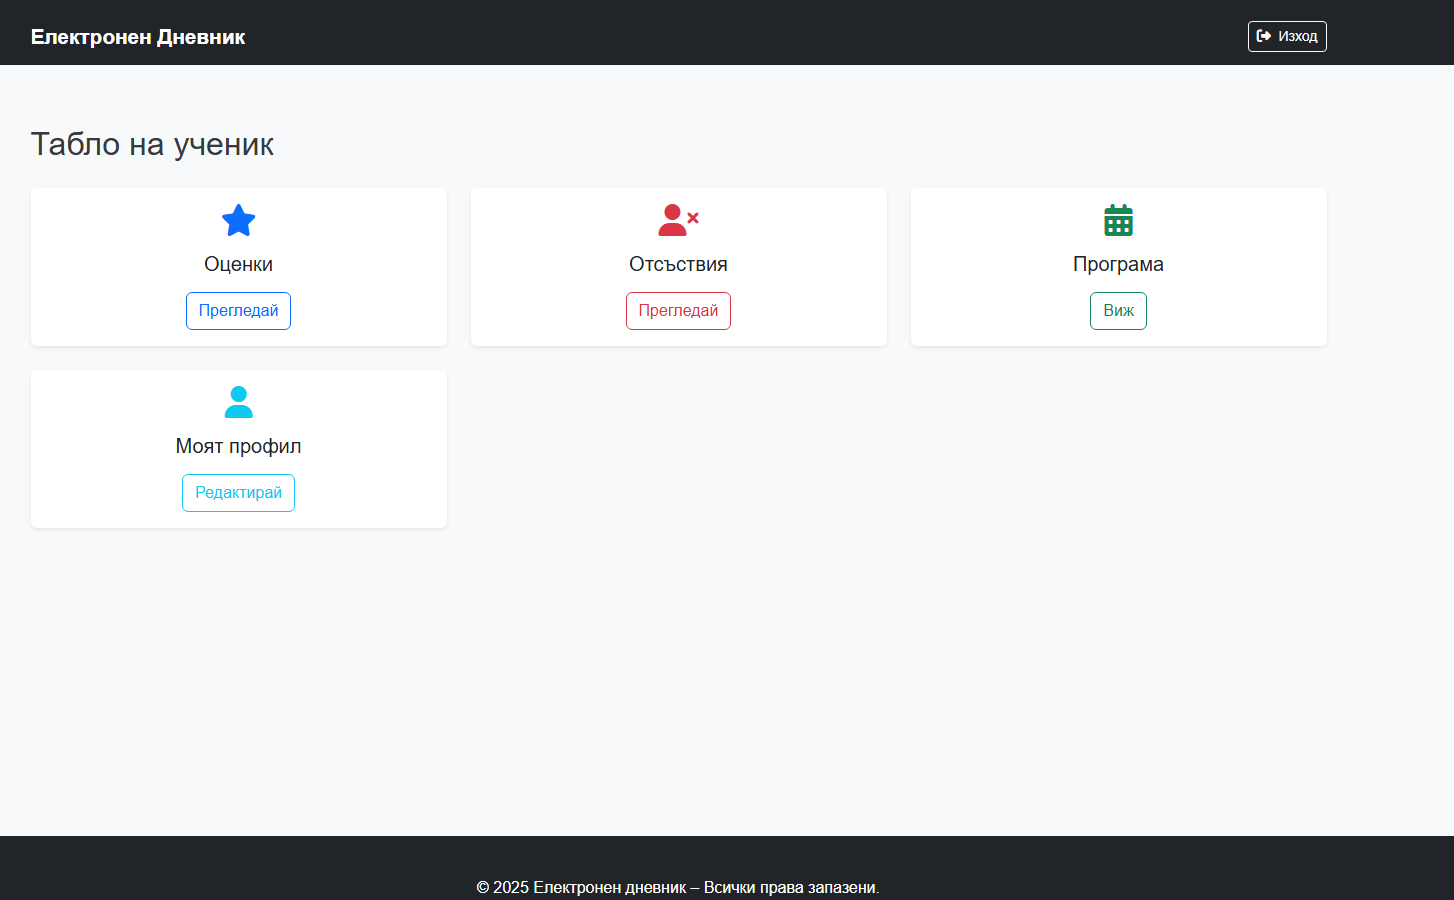 Електронен Дневник
Изход
Табло на ученик
Оценки
Прегледай
Отсъствия
Прегледай
Програма
Виж
Моят профил
Редактирай
© 2025 Електронен дневник – Всички права запазени.